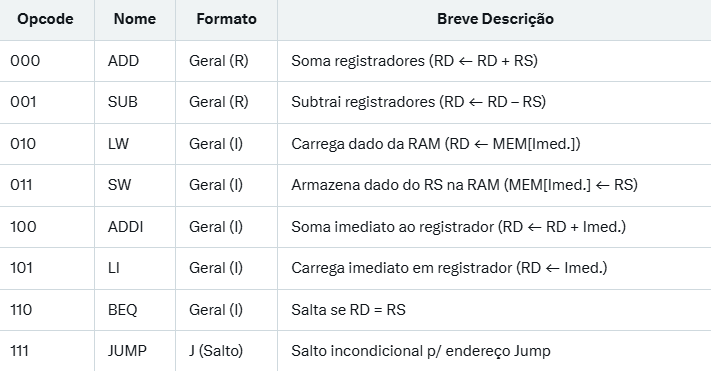 Opcode Nome Formato Breve Descrição
000 ADD Geral (R) Soma registradores (RD ← RD + RS)
001 SUB Geral (R) Subtrai registradores (RD ← RD – RS)
010 LW Geral (I) Carrega dado da RAM (RD ← MEM[Imed.])
011 SW Geral (I) Armazena dado do RS na RAM (MEM[Imed.] ← RS)
100 ADDI Geral (I) Soma imediato ao registrador (RD ← RD + Imed.)
101 LI Geral (I) Carrega imediato em registrador (RD ← Imed.)
110 BEQ Geral (I) Salta se RD = RS
111 JUMP J (Salto) Salto incondicional p/ endereço Jump